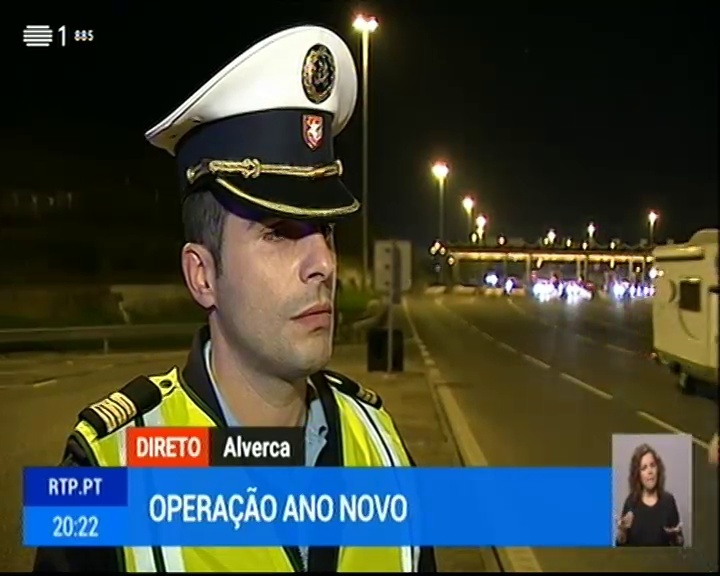 1 885
DIRETO Alverca
RTP.PT
OPERAÇÃO ANO NOVO
20:22